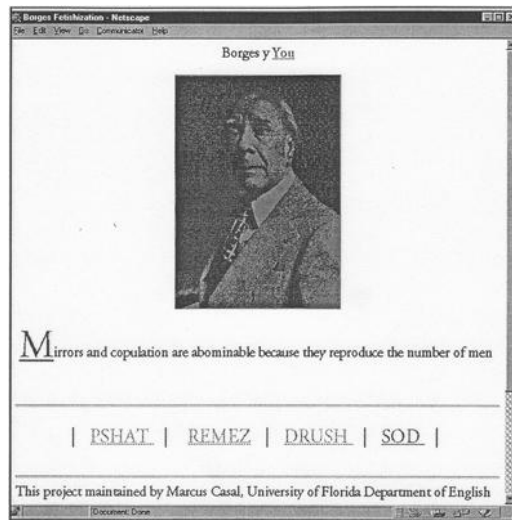 Borges Fetishization - Netscape
File Edit View Go Communicator Help
Borges y You
Mirrors and copulation are abominable because they reproduce the number of men
| PSHAT | REMEZ | DRUSH | SOD |
This project maintained by Marcus Casal, University of Florida Department of English
Document: Done